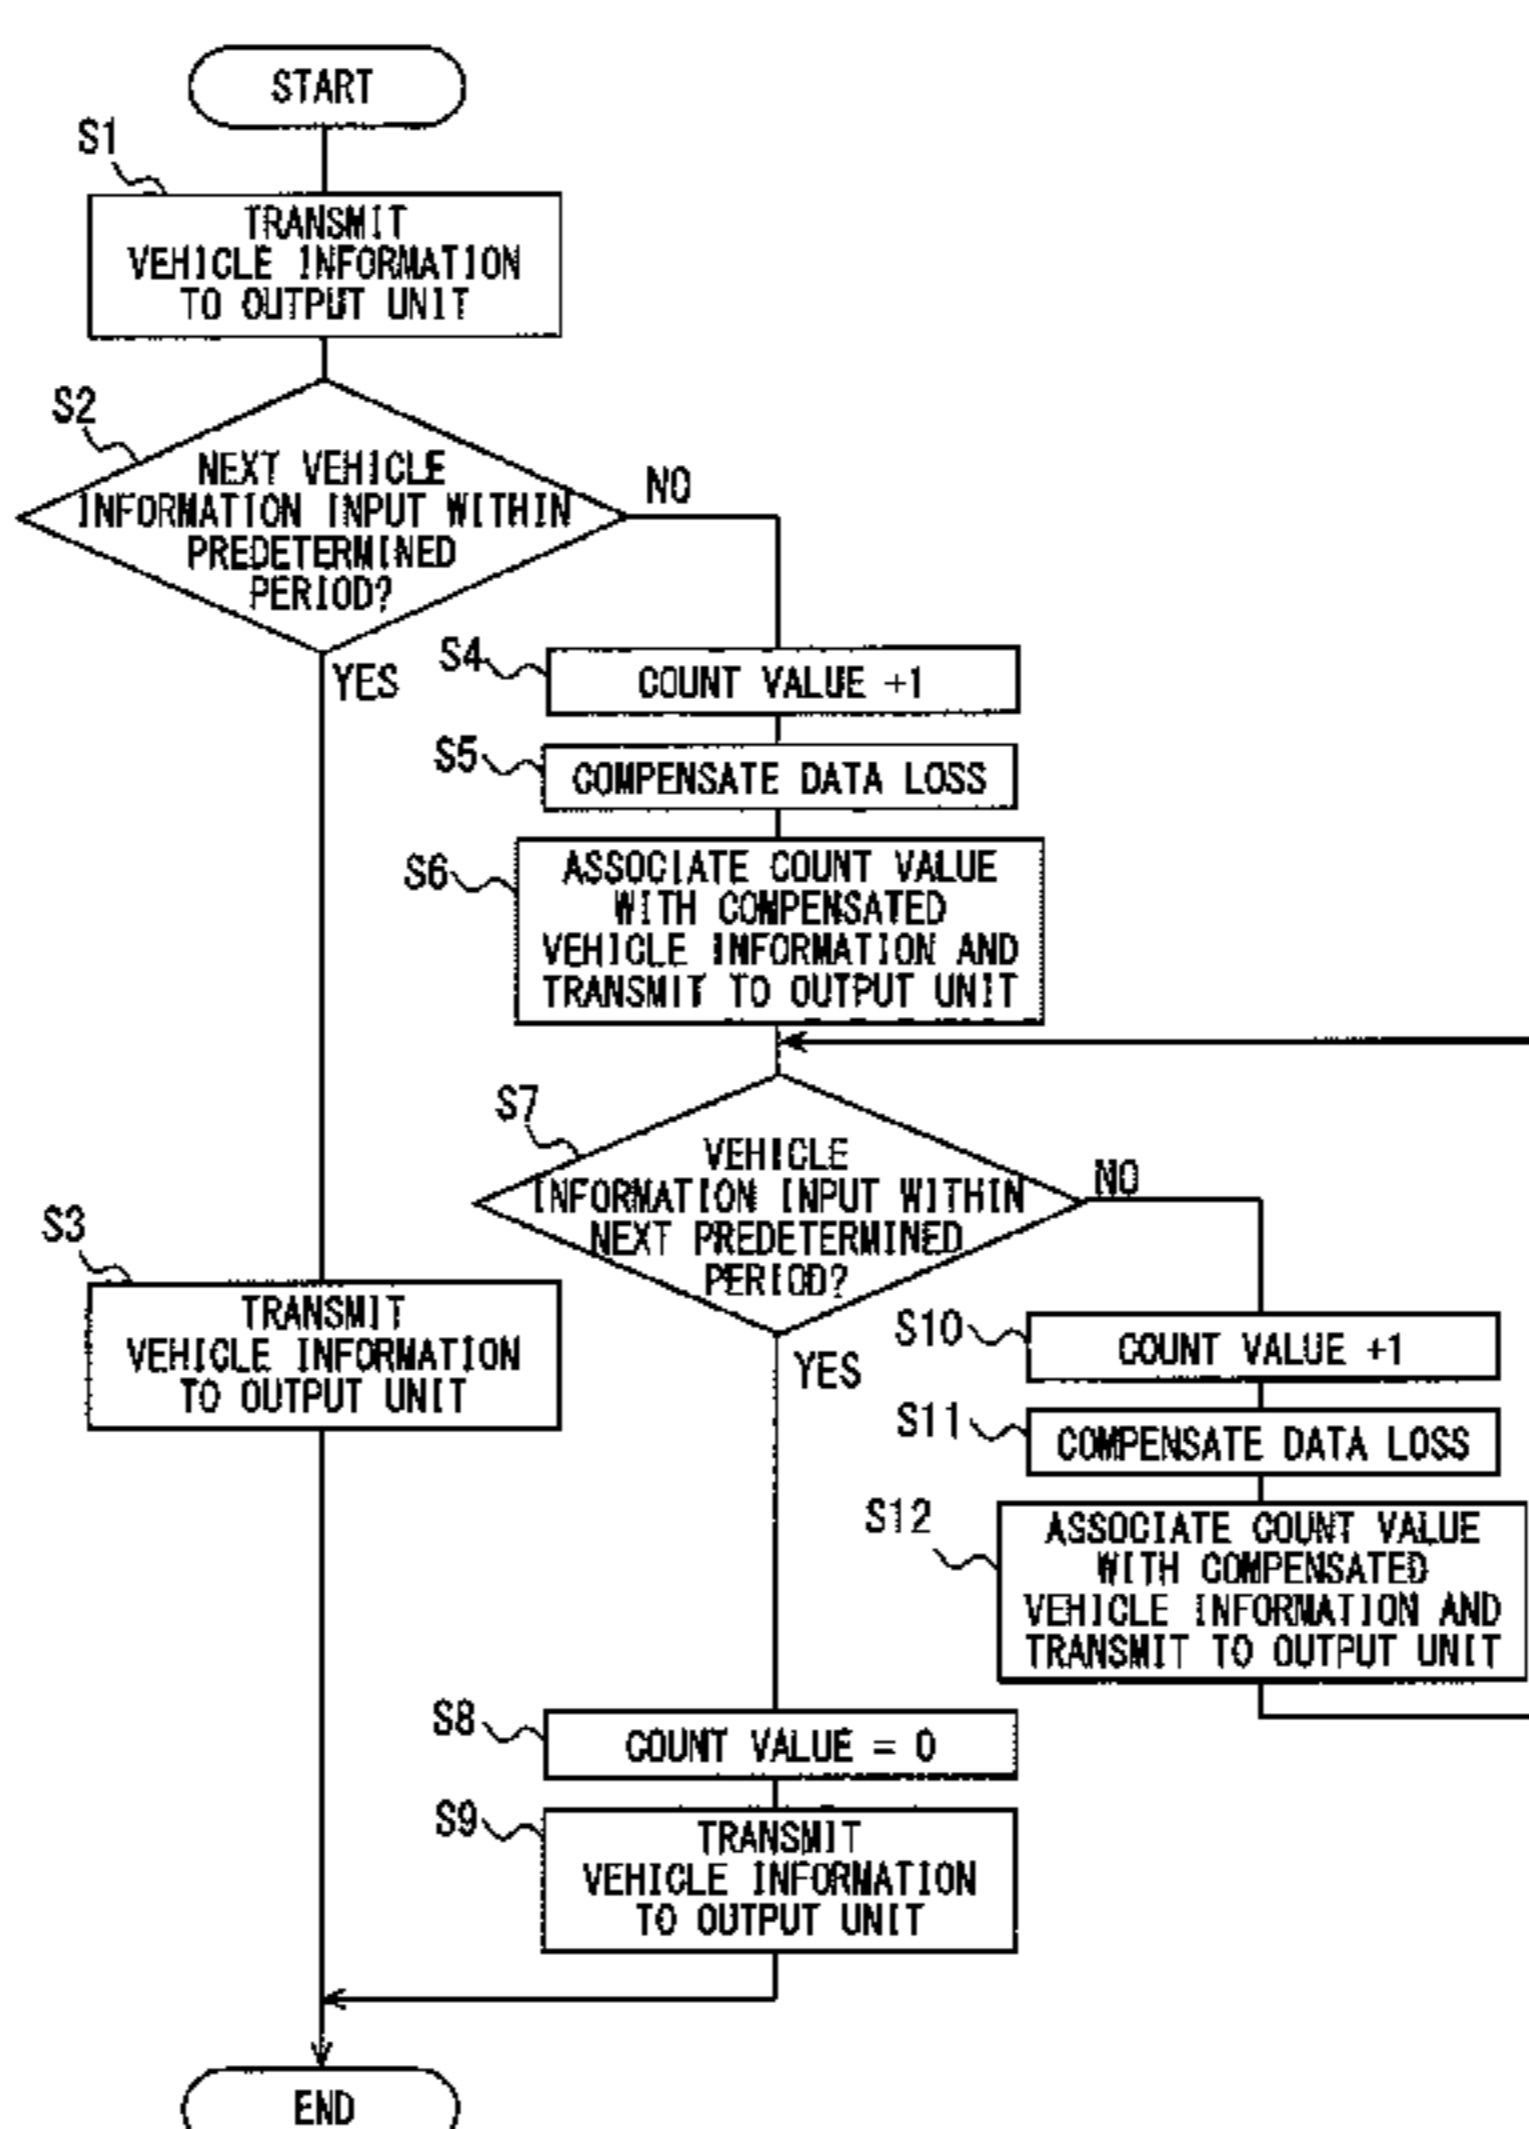 START
S1
TRANSMIT
VEHICLE INFORMATION
TO OUTPUT UNIT
S2
NEXT VEHICLE
INFORMATION INPUT WITHIN
PREDETERMINED
PERIOD?
NO
YES
S4
COUNT VALUE +1
S5
COMPENSATE DATA LOSS
S6
ASSOCIATE COUNT VALUE
WITH COMPENSATED
VEHICLE INFORMATION AND
TRANSMIT TO OUTPUT UNIT
S7
VEHICLE
INFORMATION INPUT WITHIN
NEXT PREDETERMINED
PERIOD?
NO
YES
S3
TRANSMIT
VEHICLE INFORMATION
TO OUTPUT UNIT
S10
COUNT VALUE +1
S11
COMPENSATE DATA LOSS
S12
ASSOCIATE COUNT VALUE
WITH COMPENSATED
VEHICLE INFORMATION AND
TRANSMIT TO OUTPUT UNIT
S8
COUNT VALUE = 0
S9
TRANSMIT
VEHICLE INFORMATION
TO OUTPUT UNIT
END